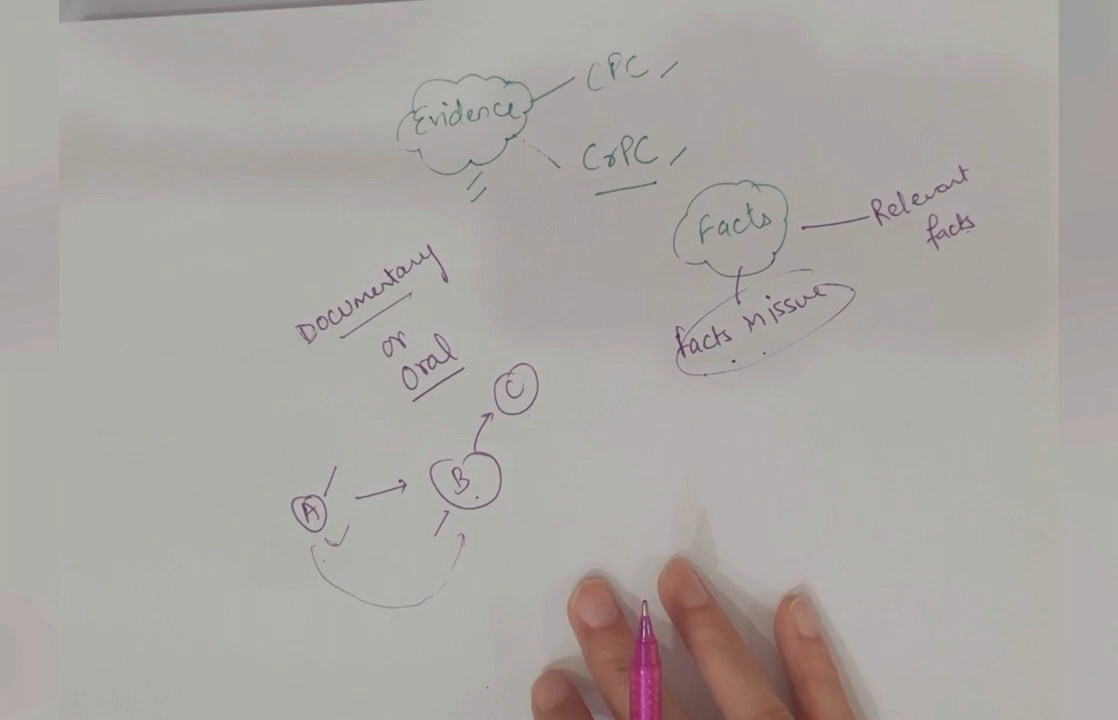 Evidence
CPC
CrPC
Facts
Relevant
facts
Facts in issue
Documentary
or
Oral
C
B
A